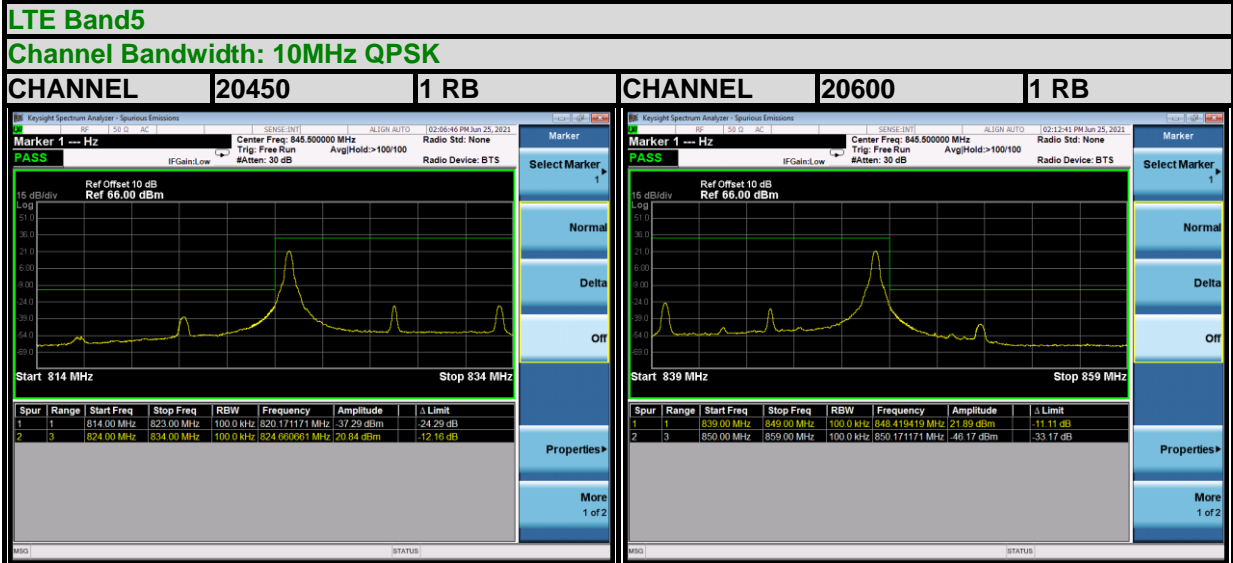 LTE Band5
Channel Bandwidth: 10MHz QPSK
CHANNEL 20450 1 RB CHANNEL 20600 1 RB
Keysight Spectrum Analyzer - Spurious Emissions
RF 50 Ω AC SENSE:INT ALIGN AUTO 02:06:46 PM Jun 25, 2021
Marker 1 --- Hz
Center Freq: 845.500000 MHz
Radio Std: None
Trig: Free Run Avg|Hold:>100/100
PASS
IFGain:Low #Atten: 30 dB Radio Device: BTS
Ref Offset 10 dB
15 dB/div Ref 66.00 dBm
Log
51.0
36.0
21.0
6.00
-9.00
-24.0
-39.0
-54.0
-69.0
Start 814 MHz Stop 834 MHz
Spur Range Start Freq Stop Freq RBW Frequency Amplitude Δ Limit
1 1 814.00 MHz 823.00 MHz 100.0 kHz 820.171171 MHz -37.29 dBm -24.29 dB
2 3 824.00 MHz 834.00 MHz 100.0 kHz 824.660661 MHz 20.84 dBm -12.16 dB
Marker
Select Marker
1
Normal
Delta
Off
Properties
More
1 of 2
MSG STATUS
Keysight Spectrum Analyzer - Spurious Emissions
RF 50 Ω AC SENSE:INT ALIGN AUTO 02:12:41 PM Jun 25, 2021
Marker 1 --- Hz
Center Freq: 845.500000 MHz
Radio Std: None
Trig: Free Run Avg|Hold:>100/100
PASS
IFGain:Low #Atten: 30 dB Radio Device: BTS
Ref Offset 10 dB
15 dB/div Ref 66.00 dBm
Log
51.0
36.0
21.0
6.00
-9.00
-24.0
-39.0
-54.0
-69.0
Start 839 MHz Stop 859 MHz
Spur Range Start Freq Stop Freq RBW Frequency Amplitude Δ Limit
1 1 839.00 MHz 849.00 MHz 100.0 kHz 848.419419 MHz 21.89 dBm -11.11 dB
2 3 850.00 MHz 859.00 MHz 100.0 kHz 850.171171 MHz -46.17 dBm -33.17 dB
Marker
Select Marker
1
Normal
Delta
Off
Properties
More
1 of 2
MSG STATUS